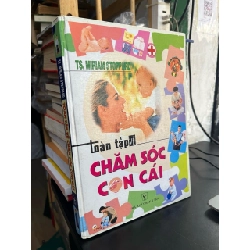 TS. MIRIAM STOPPARD
toàn tập
CHĂM SÓC
CON CÁI